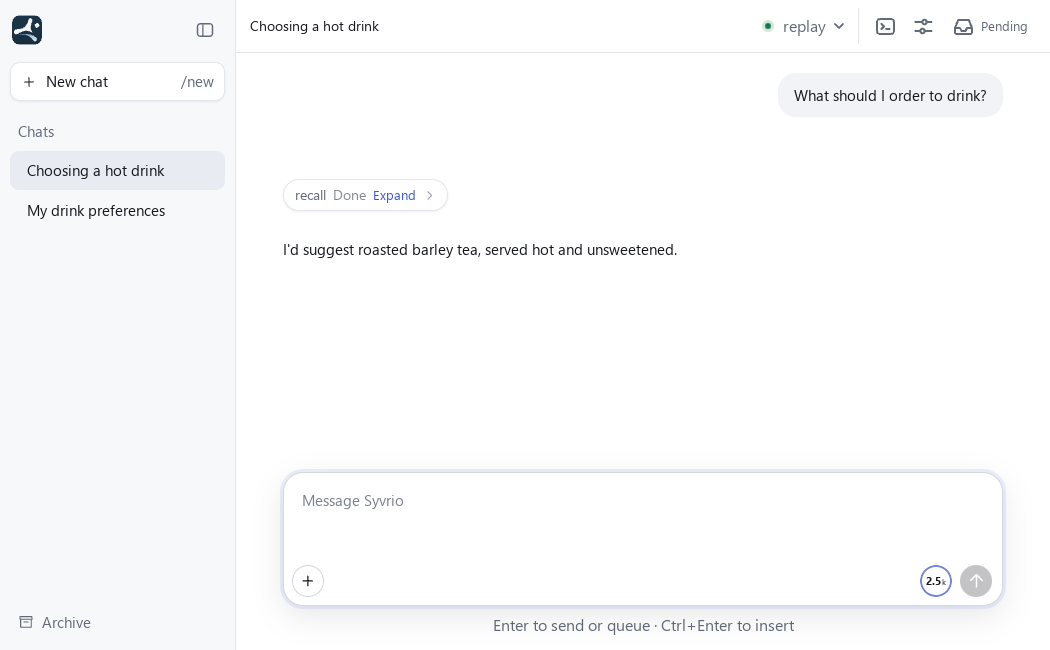 Choosing a hot drink
replay
Pending
New chat
/new
Chats
Choosing a hot drink
My drink preferences
Archive
What should I order to drink?
recall Done Expand
I'd suggest roasted barley tea, served hot and unsweetened.
Message Syvrio
2.5k
Enter to send or queue · Ctrl+Enter to insert